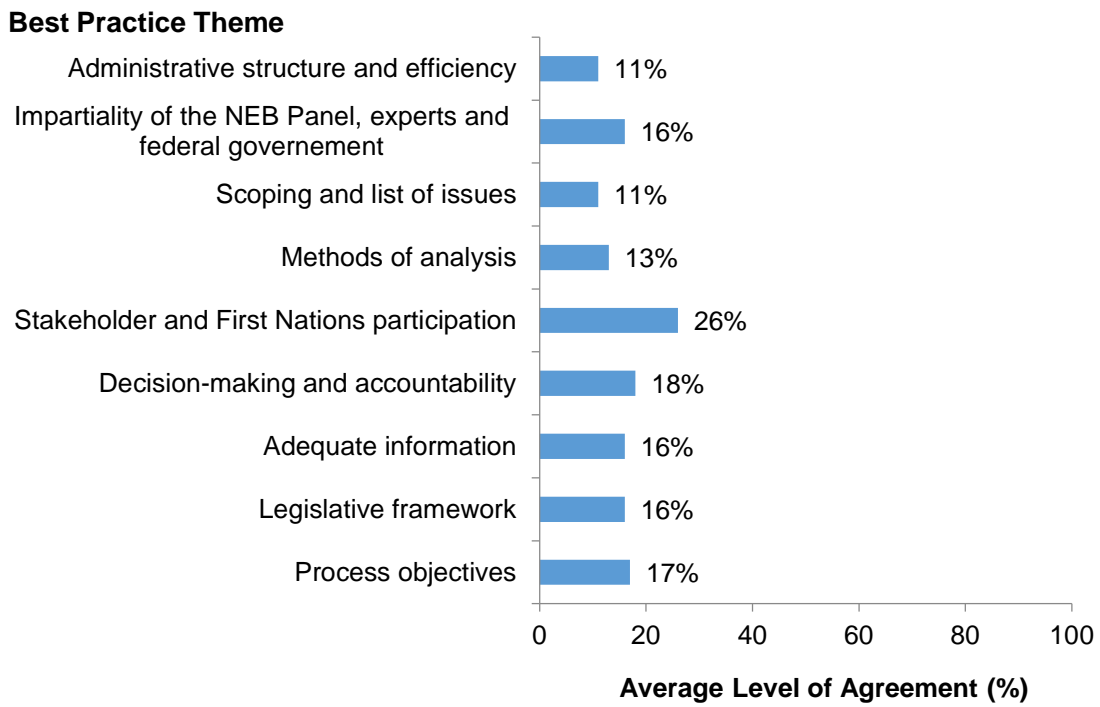 Best Practice Theme
Administrative structure and efficiency
11%
Impartiality of the NEB Panel, experts and
federal governement
16%
Scoping and list of issues
11%
Methods of analysis
13%
Stakeholder and First Nations participation
26%
Decision-making and accountability
18%
Adequate information
16%
Legislative framework
16%
Process objectives
17%
0 20 40 60 80 100
Average Level of Agreement (%)